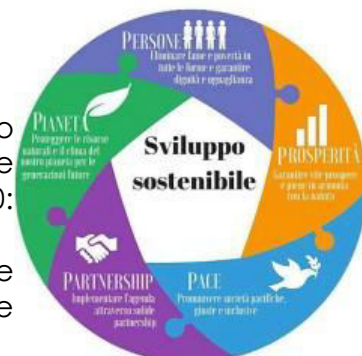 PERSONE
Eliminare fame e povertà in
tutte le forme e garantire
dignità e uguaglianza
PIANETA
Proteggere le risorse
naturali e il clima del
nostro pianeta per le
generazioni future
Sviluppo
sostenibile
PROSPERITÀ
Garantire vite prospere
e piene in armonia
con la natura
PARTNERSHIP
Implementare l'agenda
attraverso solide
partnership
PACE
Promuovere società pacifiche,
giuste e inclusive
o
e
0:
e
e